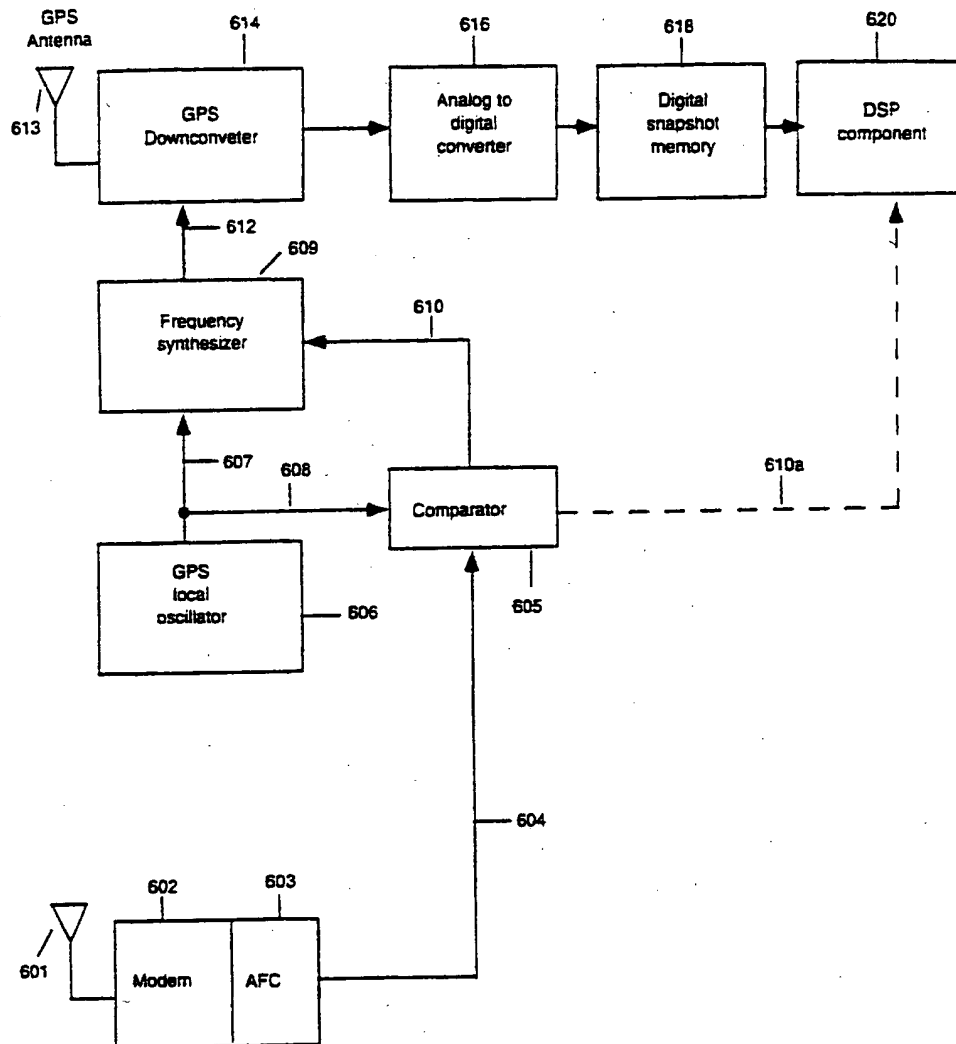 GPS
Antenna
614
616
618
620
613
GPS
Downconveter
Analog to
digital
converter
Digital
snapshot
memory
DSP
component
612
609
Frequency
synthesizer
610
607
608
610a
Comparator
605
GPS
local
oscillator
606
604
602
603
601
Modem
AFC